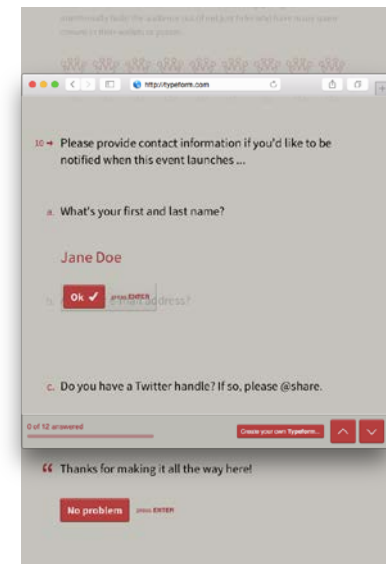 http://typeform.com
10 → Please provide contact information if you'd like to be
notified when this event launches ...
a. What's your first and last name?
Jane Doe
Ok ✓ press ENTER
b. address?
c. Do you have a Twitter handle? If so, please @share.
0 of 12 answered
Create your own Typeform...
“ Thanks for making it all the way here!
No problem press ENTER